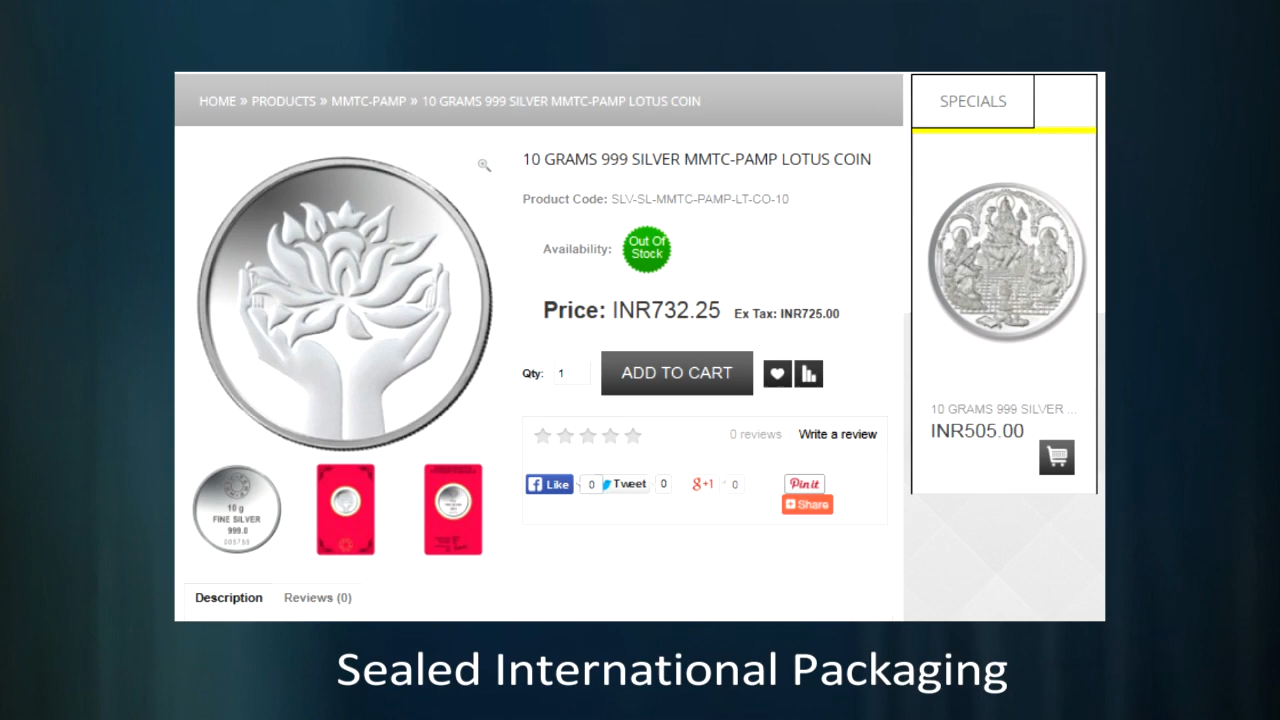 HOME » PRODUCTS » MMTC-PAMP » 10 GRAMS 999 SILVER MMTC-PAMP LOTUS COIN
SPECIALS
10 GRAMS 999 SILVER MMTC-PAMP LOTUS COIN
Product Code: SLV-SL-MMTC-PAMP-LT-CO-10
Availability:
Out Of
Stock
Price: INR732.25 Ex Tax: INR725.00
Qty: 1
ADD TO CART
10 GRAMS 999 SILVER ...
INR505.00
0 reviews
Write a review
Like 0
Tweet 0
g+1 0
Pin it
Share
10 g
FINE SILVER
999.0
005753
Description
Reviews (0)
Sealed International Packaging